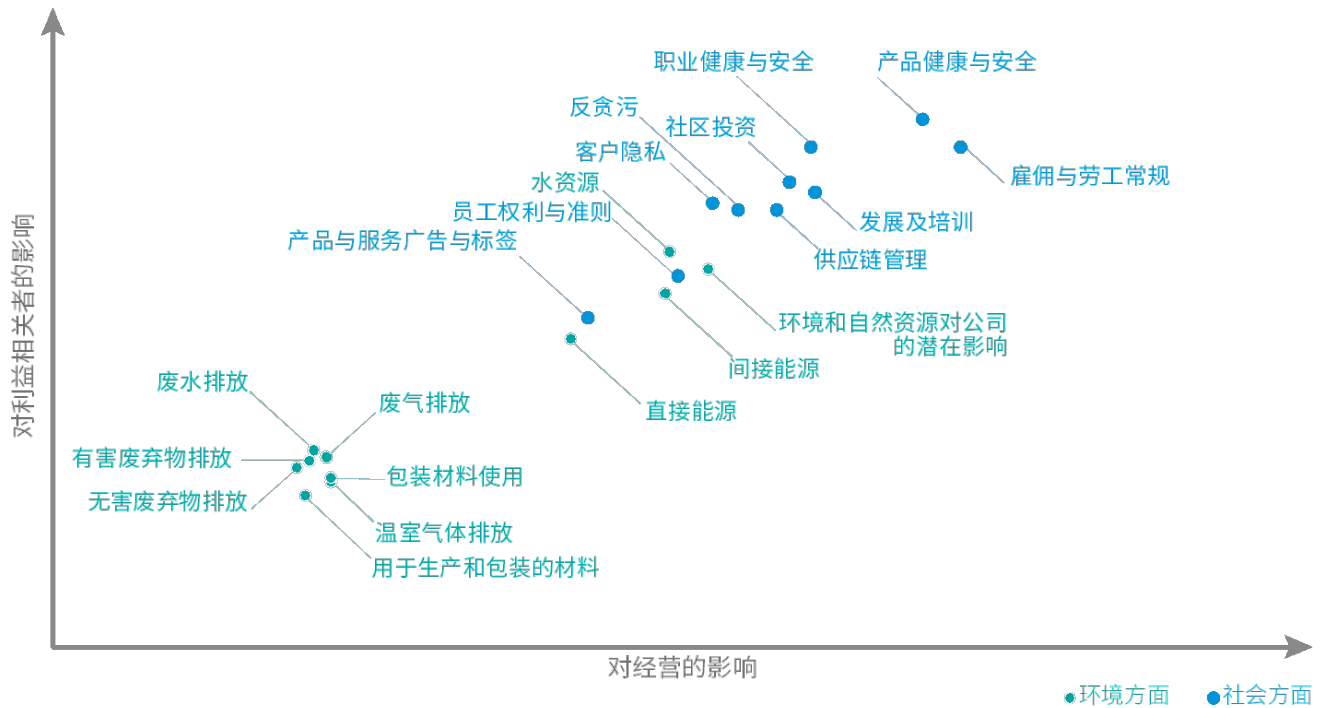 职业健康与安全
产品健康与安全
反贪污
社区投资
客户隐私
水资源
雇佣与劳工常规
员工权利与准则
发展及培训
产品与服务广告与标签
供应链管理
环境和自然资源对公司
的潜在影响
间接能源
直接能源
废水排放
废气排放
有害废弃物排放
包装材料使用
无害废弃物排放
温室气体排放
用于生产和包装的材料
对利益相关者的影响
对经营的影响
环境方面
社会方面